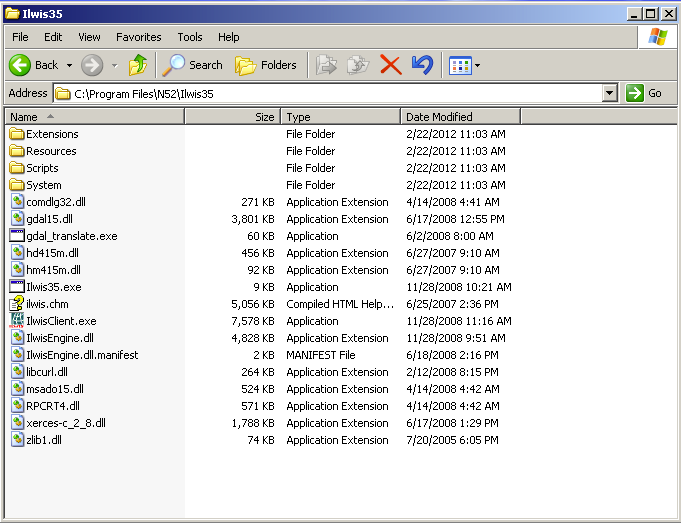 Ilwis35
File Edit View Favorites Tools Help
Back Search Folders
Address C:\Program Files\N52\Ilwis35 Go
Name Size Type Date Modified
Extensions File Folder 2/22/2012 11:03 AM
Resources File Folder 2/22/2012 11:03 AM
Scripts File Folder 2/22/2012 11:03 AM
System File Folder 2/22/2012 11:03 AM
comdlg32.dll 271 KB Application Extension 4/14/2008 4:41 AM
gdal15.dll 3,801 KB Application Extension 6/17/2008 12:55 PM
gdal_translate.exe 60 KB Application 6/2/2008 8:00 AM
hd415m.dll 456 KB Application Extension 6/27/2007 9:10 AM
hm415m.dll 92 KB Application Extension 6/27/2007 9:10 AM
Ilwis35.exe 9 KB Application 11/28/2008 10:21 AM
ilwis.chm 5,056 KB Compiled HTML Help... 6/25/2007 2:36 PM
IlwisClient.exe 7,578 KB Application 11/28/2008 11:16 AM
IlwisEngine.dll 4,828 KB Application Extension 11/28/2008 9:51 AM
IlwisEngine.dll.manifest 2 KB MANIFEST File 6/18/2008 2:16 PM
libcurl.dll 264 KB Application Extension 2/12/2008 8:15 PM
msado15.dll 524 KB Application Extension 4/14/2008 4:42 AM
RPCRT4.dll 571 KB Application Extension 4/14/2008 4:42 AM
xerces-c_2_8.dll 1,788 KB Application Extension 6/17/2008 1:29 PM
zlib1.dll 74 KB Application Extension 7/20/2005 6:05 PM